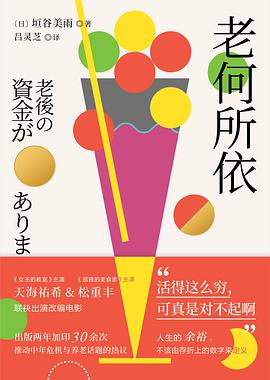 [日] 垣谷美雨 ◎ 著
吕灵芝 ◎ 译
老何所依
老後の
資金が
ありま
《女王的教室》主演
《孤独的美食家》主演
天海祐希 & 松重丰
联袂出演改编电影
出版两年加印30余次
推动中年危机与养老话题的热议
“活得这么穷，
可真是对不起啊
人生的余裕，
不该由存折上的数字来定义